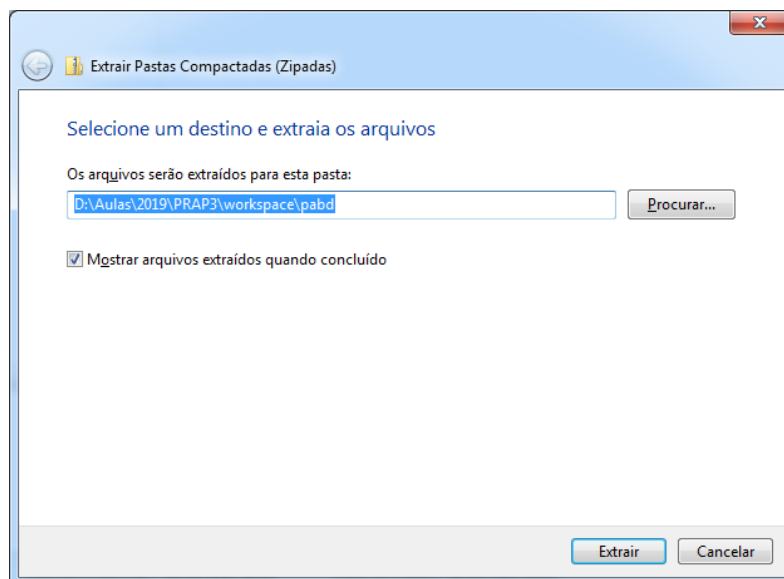 Extrair Pastas Compactadas (Zipadas)
Selecione um destino e extraia os arquivos
Os arquivos serão extraídos para esta pasta:
D:\Aulas\2019\PRAP3\workspace\pabd
Procurar...
Mostrar arquivos extraídos quando concluído
Extrair
Cancelar